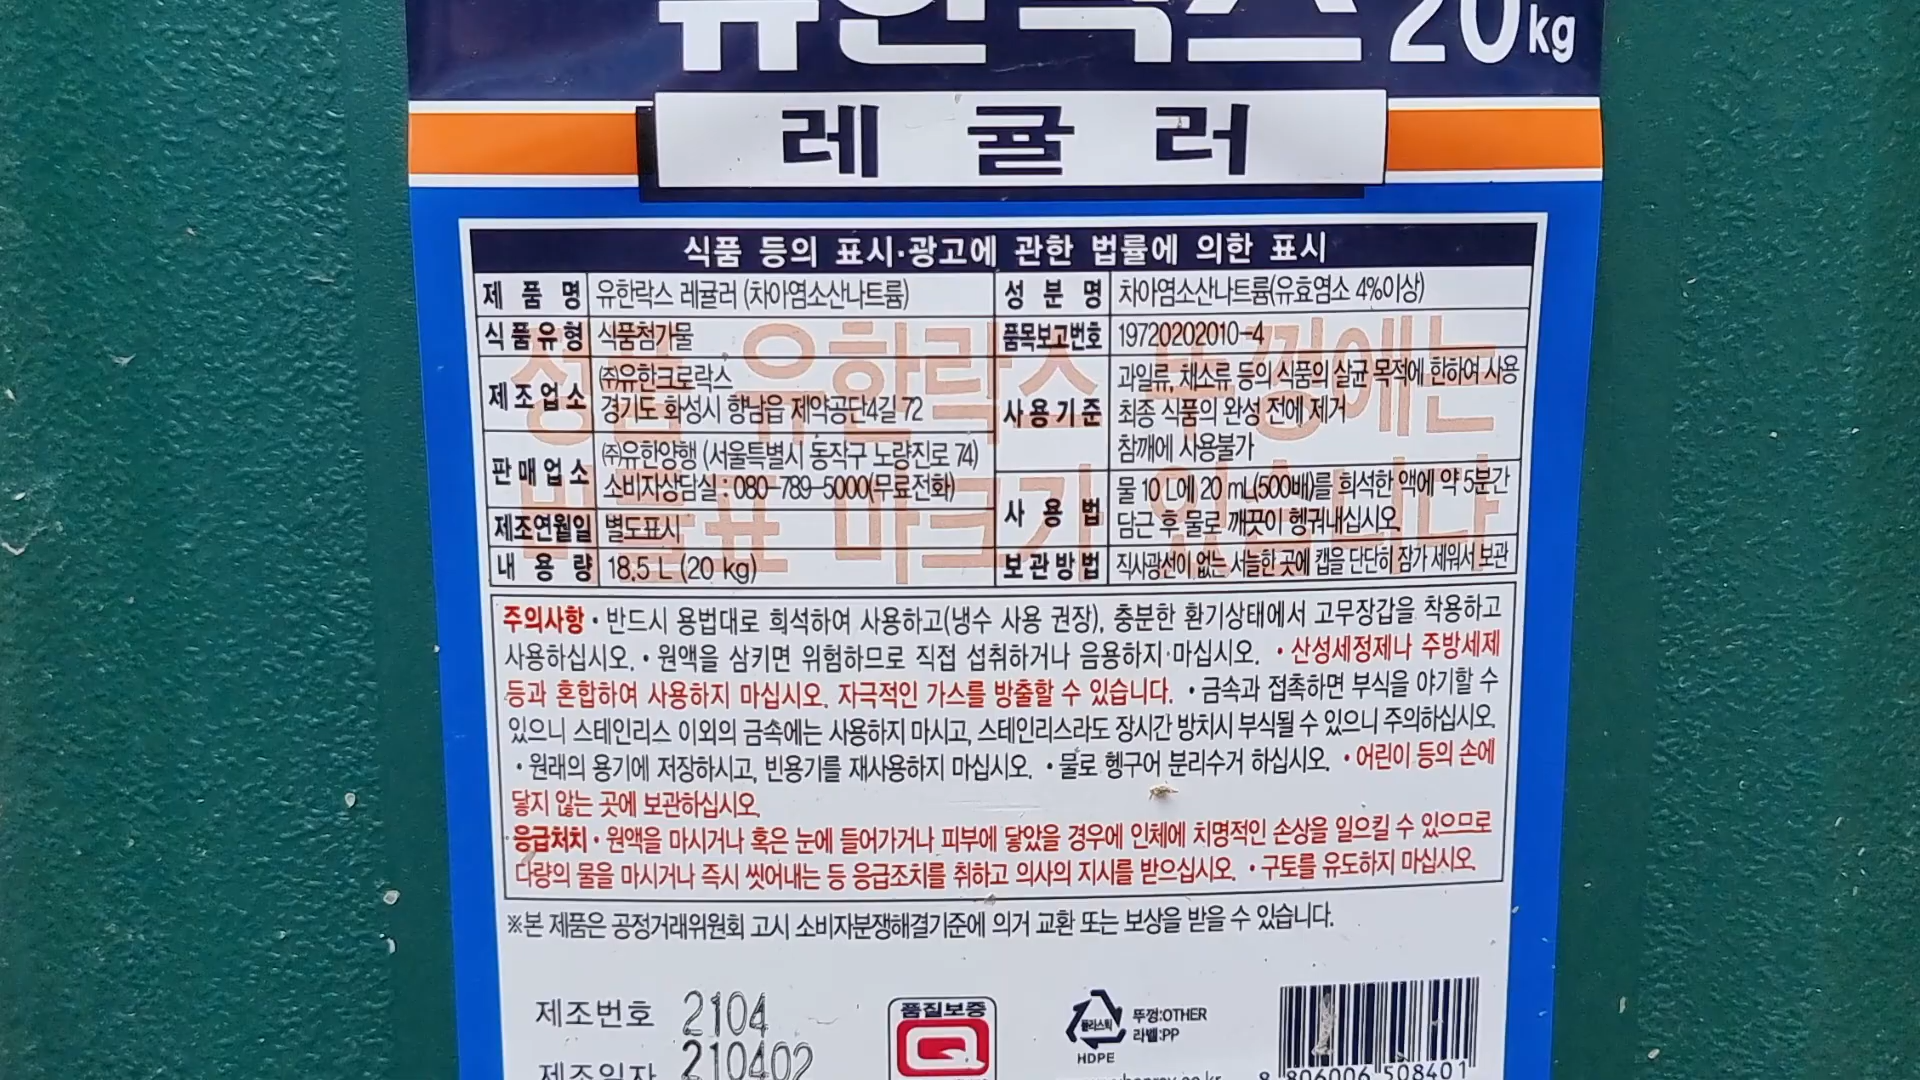 유한락스 20kg
레귤러
식품 등의 표시·광고에 관한 법률에 의한 표시
제품명 유한락스 레귤러 (차아염소산나트륨)
성분명 차아염소산나트륨(유효염소 4%이상)
식품유형 식품첨가물
품목보고번호 19720202010-4
제조업소 ㈜유한크로락스
경기도 화성시 향남읍 제약공단4길 72
사용기준 과일류, 채소류 등의 식품의 살균 목적에 한하여 사용
최종 식품의 완성 전에 제거
참깨에 사용불가
판매업소 ㈜유한양행 (서울특별시 동작구 노량진로 74)
소비자상담실 : 080-789-5000(무료전화)
사용법 물 10 L에 20 mL(500배)를 희석한 액에 약 5분간
담근 후 물로 깨끗이 헹궈내십시오.
제조연월일 별도표시
내용량 18.5 L (20 kg)
보관방법 직사광선이 없는 서늘한 곳에 캡을 단단히 잠가 세워서 보관
정품 유한락스 뚜껑에는
버들표 마크가 있습니다
주의사항 • 반드시 용법대로 희석하여 사용하고(냉수 사용 권장), 충분한 환기상태에서 고무장갑을 착용하고
사용하십시오. • 원액을 삼키면 위험하므로 직접 섭취하거나 음용하지 마십시오. • 산성세정제나 주방세제
등과 혼합하여 사용하지 마십시오. 자극적인 가스를 방출할 수 있습니다. • 금속과 접촉하면 부식을 야기할 수
있으니 스테인리스 이외의 금속에는 사용하지 마시고, 스테인리스라도 장시간 방치시 부식될 수 있으니 주의하십시오.
• 원래의 용기에 저장하시고, 빈용기를 재사용하지 마십시오. • 물로 헹구어 분리수거 하십시오. • 어린이 등의 손에
닿지 않는 곳에 보관하십시오.
응급처치 • 원액을 마시거나 혹은 눈에 들어가거나 피부에 닿았을 경우에 인체에 치명적인 손상을 일으킬 수 있으므로
다량의 물을 마시거나 즉시 씻어내는 등 응급조치를 취하고 의사의 지시를 받으십시오. • 구토를 유도하지 마십시오.
※본 제품은 공정거래위원회 고시 소비자분쟁해결기준에 의거 교환 또는 보상을 받을 수 있습니다.
제조번호 2104
제조일자 210402
품질보증
Q
플라스틱
HDPE
뚜껑:OTHER
라벨:PP
8 806006 508401